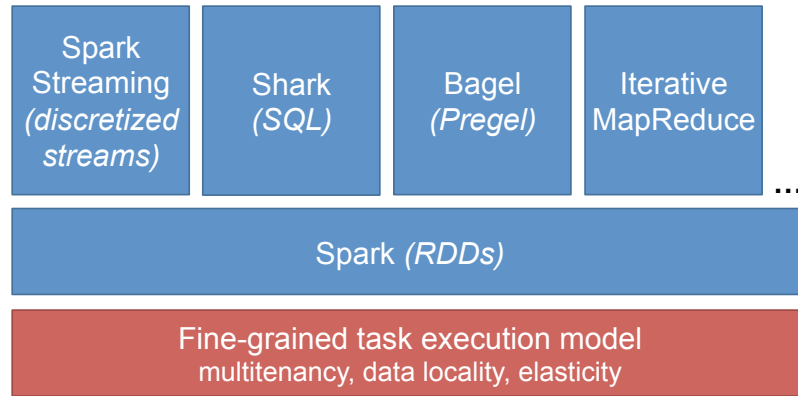 Spark
Streaming
(discretized
streams)
Shark
(SQL)
Bagel
(Pregel)
Iterative
MapReduce
...
Spark (RDDs)
Fine-grained task execution model
multitenancy, data locality, elasticity